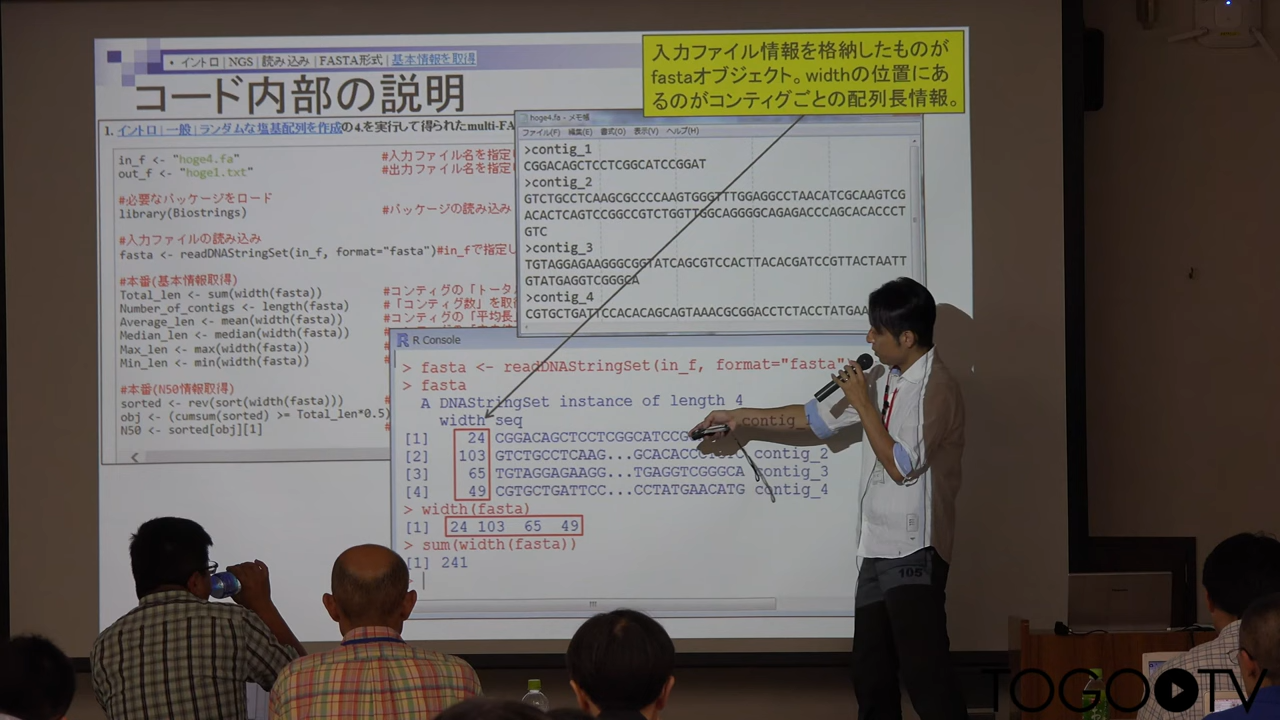 • イントロ | NGS | 読み込み | FASTA形式 | 基本情報を取得
コード内部の説明
入力ファイル情報を格納したものが
fastaオブジェクト。widthの位置にあ
るのがコンティグごとの配列長情報。
1. イントロ | 一般 | ランダムな塩基配列を作成の4.を実行して得られたmulti-FA
in_f <- "hoge4.fa" #入力ファイル名を指定し
out_f <- "hoge1.txt" #出力ファイル名を指定し
#必要なパッケージをロード
library(Biostrings) #パッケージの読み込み
#入力ファイルの読み込み
fasta <- readDNAStringSet(in_f, format="fasta")#in_fで指定し
#本番(基本情報取得)
Total_len <- sum(width(fasta)) #コンティグの「トータ
Number_of_contigs <- length(fasta) #「コンティグ数」を取
Average_len <- mean(width(fasta)) #コンティグの「平均長
Median_len <- median(width(fasta))
Max_len <- max(width(fasta))
Min_len <- min(width(fasta))
#本番(N50情報取得)
sorted <- rev(sort(width(fasta)))
obj <- (cumsum(sorted) >= Total_len*0.5)
N50 <- sorted[obj][1]
hoge4.fa - メモ帳
ファイル(F) 編集(E) 書式(O) 表示(V) ヘルプ(H)
>contig_1
CGGACAGCTCCTCGGCATCCGGAT
>contig_2
GTCTGCCTCAAGCGCCCCAAGTGGGTTTGGAGGCCTAACATCGCAAGTCG
ACACTCAGTCCGGCCGTCTGGTTGGCAGGGGCAGAGACCCAGCACACCCT
GTC
>contig_3
TGTAGGAGAAGGGCGGTATCAGCGTCCACTTACACGATCCGTTACTAATT
GTATGAGGTCGGGCA
>contig_4
CGTGCTGATTCCACACAGCAGTAAACGCGGACCTCTACCTATGAA
R Console
> fasta <- readDNAStringSet(in_f, format="fasta"
> fasta
A DNAStringSet instance of length 4
width seq
[1] 24 CGGACAGCTCCTCGGCATCCG contig_1
[2] 103 GTCTGCCTCAAG...GCACACCCTGTC contig_2
[3] 65 TGTAGGAGAAGG...TGAGGTCGGGCA contig_3
[4] 49 CGTGCTGATTCC...CCTATGAACATG contig_4
> width(fasta)
[1] 24 103 65 49
> sum(width(fasta))
[1] 241
>
105
TOGO TV